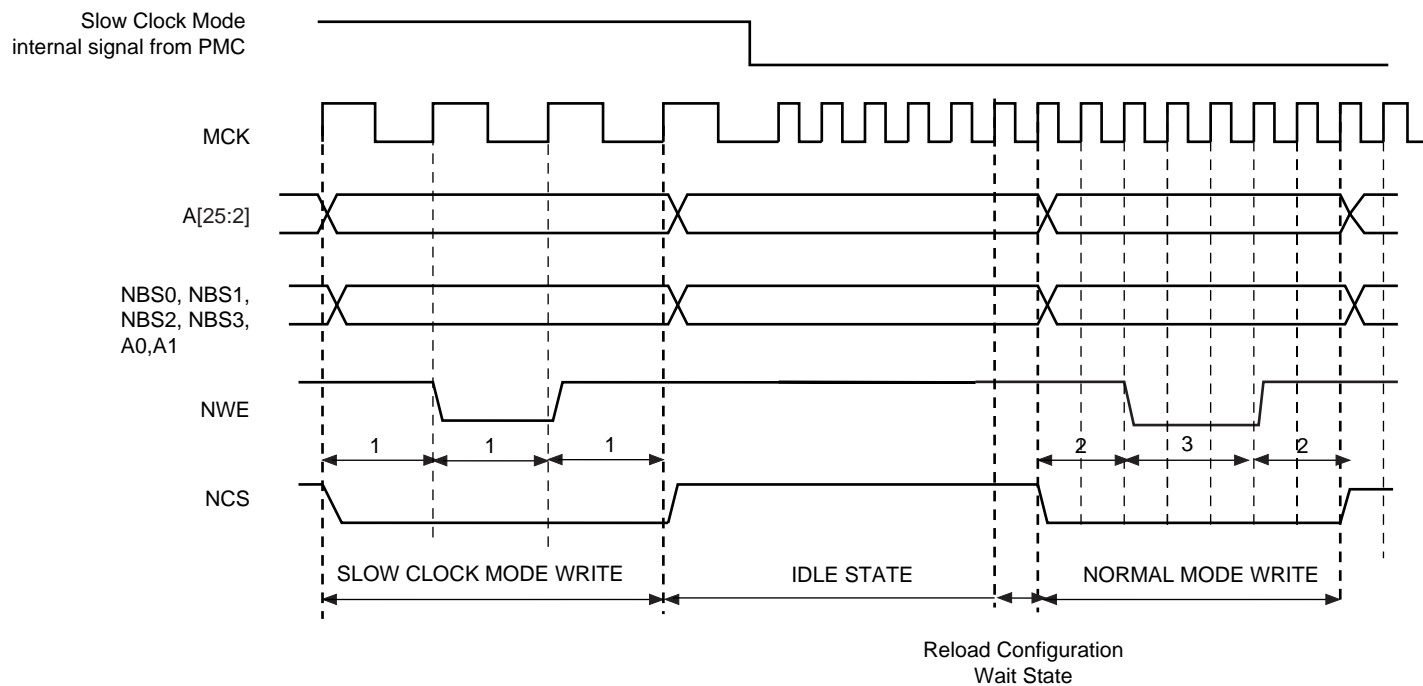 Slow Clock Mode
internal signal from PMC
MCK
A[25:2]
NBS0, NBS1,
NBS2, NBS3,
A0,A1
NWE
1 1 1 2 3 2
NCS
SLOW CLOCK MODE WRITE IDLE STATE NORMAL MODE WRITE
Reload Configuration
Wait State